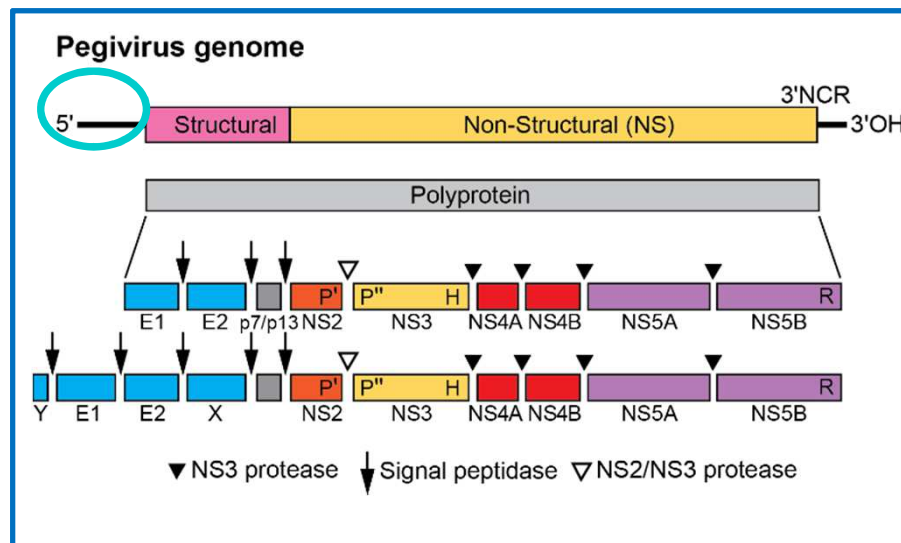 Pegivirus genome
3'NCR
5' Structural Non-Structural (NS) 3'OH
Polyprotein
P' P" H R
E1 E2 p7/p13 NS2 NS3 NS4A NS4B NS5A NS5B
P' P" H R
Y E1 E2 X NS2 NS3 NS4A NS4B NS5A NS5B
NS3 protease Signal peptidase NS2/NS3 protease